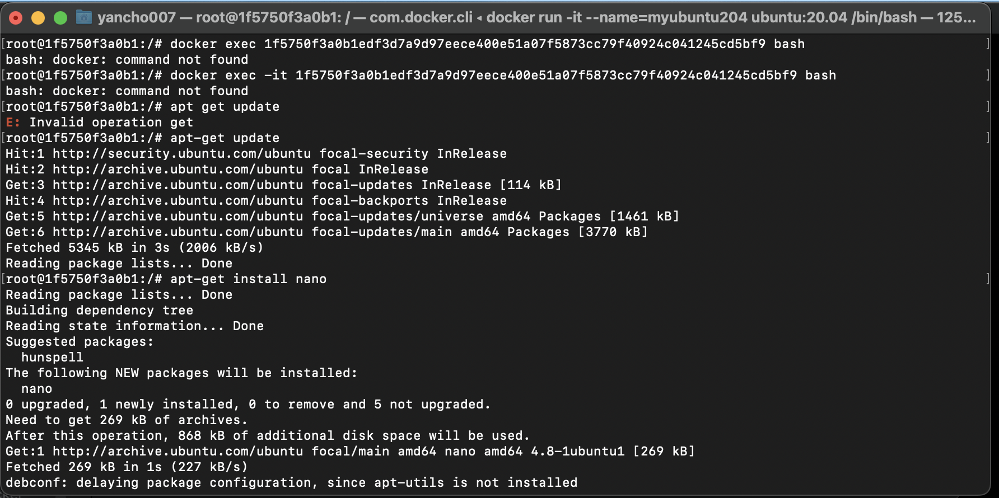 yancho007 — root@1f5750f3a0b1: / — com.docker.cli ◂ docker run -it --name=myubuntu204 ubuntu:20.04 /bin/bash — 125...
[root@1f5750f3a0b1:/# docker exec 1f5750f3a0b1edf3d7a9d97eece400e51a07f5873cc79f40924c041245cd5bf9 bash ]
bash: docker: command not found
[root@1f5750f3a0b1:/# docker exec -it 1f5750f3a0b1edf3d7a9d97eece400e51a07f5873cc79f40924c041245cd5bf9 bash ]
bash: docker: command not found
[root@1f5750f3a0b1:/# apt get update ]
E: Invalid operation get
[root@1f5750f3a0b1:/# apt-get update ]
Hit:1 http://security.ubuntu.com/ubuntu focal-security InRelease
Hit:2 http://archive.ubuntu.com/ubuntu focal InRelease
Get:3 http://archive.ubuntu.com/ubuntu focal-updates InRelease [114 kB]
Hit:4 http://archive.ubuntu.com/ubuntu focal-backports InRelease
Get:5 http://archive.ubuntu.com/ubuntu focal-updates/universe amd64 Packages [1461 kB]
Get:6 http://archive.ubuntu.com/ubuntu focal-updates/main amd64 Packages [3770 kB]
Fetched 5345 kB in 3s (2006 kB/s)
Reading package lists... Done
[root@1f5750f3a0b1:/# apt-get install nano ]
Reading package lists... Done
Building dependency tree
Reading state information... Done
Suggested packages:
  hunspell
The following NEW packages will be installed:
  nano
0 upgraded, 1 newly installed, 0 to remove and 5 not upgraded.
Need to get 269 kB of archives.
After this operation, 868 kB of additional disk space will be used.
Get:1 http://archive.ubuntu.com/ubuntu focal/main amd64 nano amd64 4.8-1ubuntu1 [269 kB]
Fetched 269 kB in 1s (227 kB/s)
debconf: delaying package configuration, since apt-utils is not installed